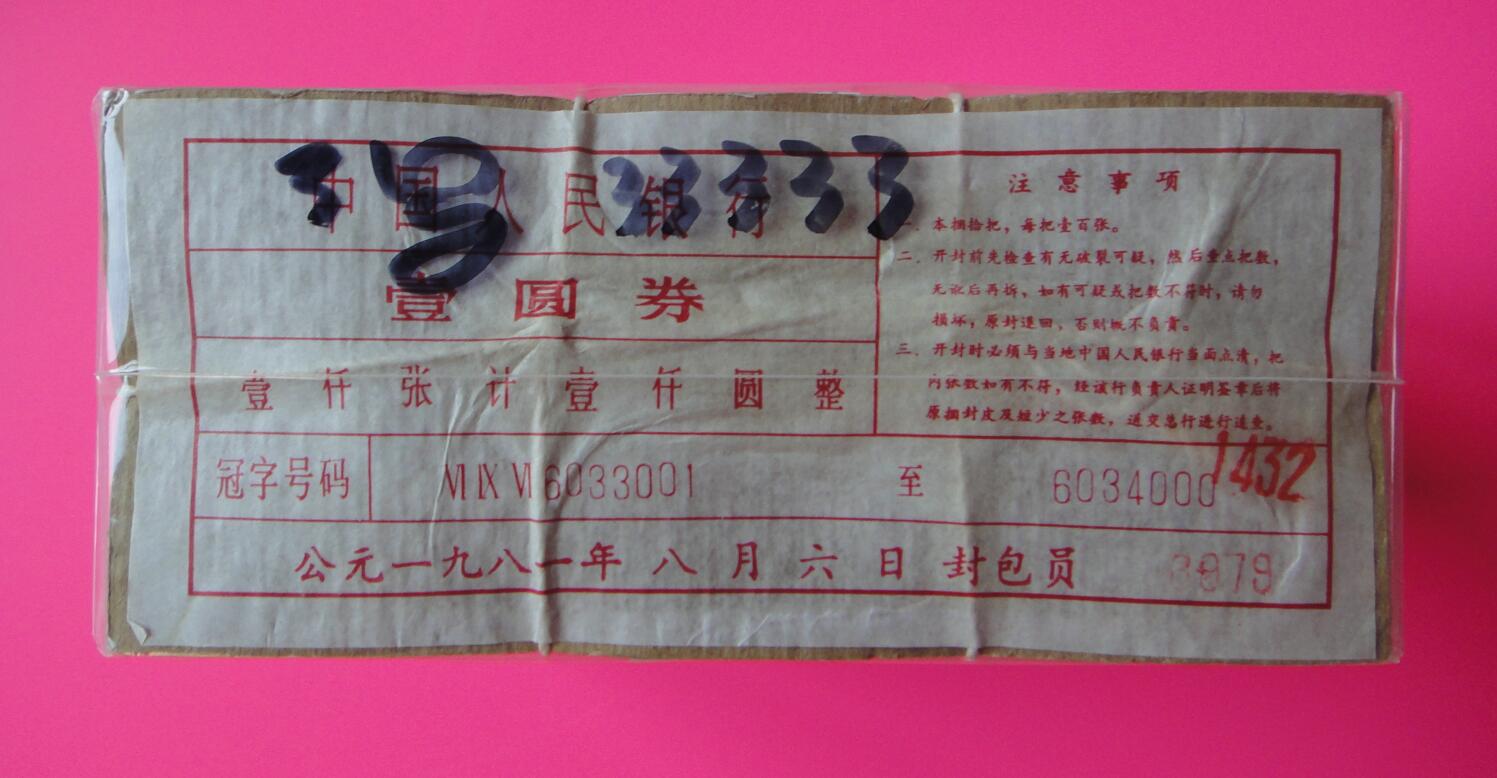 中国人民银行
33333
壹圆券
壹仟张计壹仟圆整
注意事项
一．本捆拾把，每把壹百张。
二．开封前先检查有无破裂可疑，然后重点把数，
无讹后再拆，如有可疑或把数不符时，请勿
损坏，原封退回，否则概不负责。
三．开封时必须与当地中国人民银行当面点清，把
内张数如有不符，经该行负责人证明签章后将
原捆封皮及短少之张数，送交总行进行追查。
冠字号码 ⅥⅨⅥ6033001 至 6034000
1432
公元一九八一年 八月六日 封包员